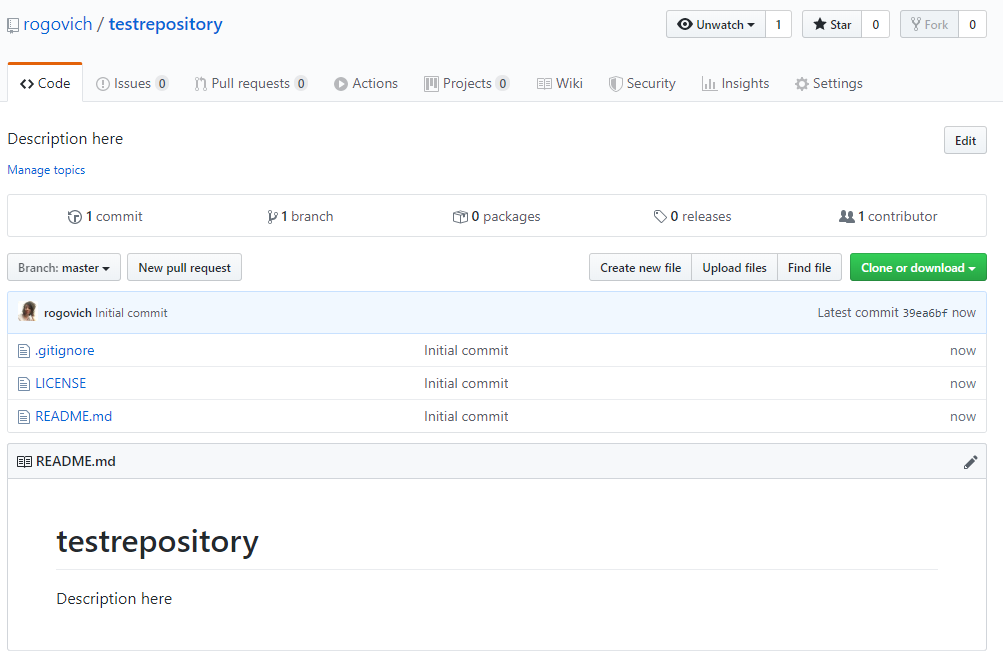 rogovich / testrepository
Unwatch 1 Star 0 Fork 0
Code Issues 0 Pull requests 0 Actions Projects 0 Wiki Security Insights Settings
Description here
Edit
Manage topics
1 commit 1 branch 0 packages 0 releases 1 contributor
Branch: master New pull request Create new file Upload files Find file Clone or download
rogovich Initial commit Latest commit 39ea6bf now
.gitignore Initial commit now
LICENSE Initial commit now
README.md Initial commit now
README.md
testrepository
Description here